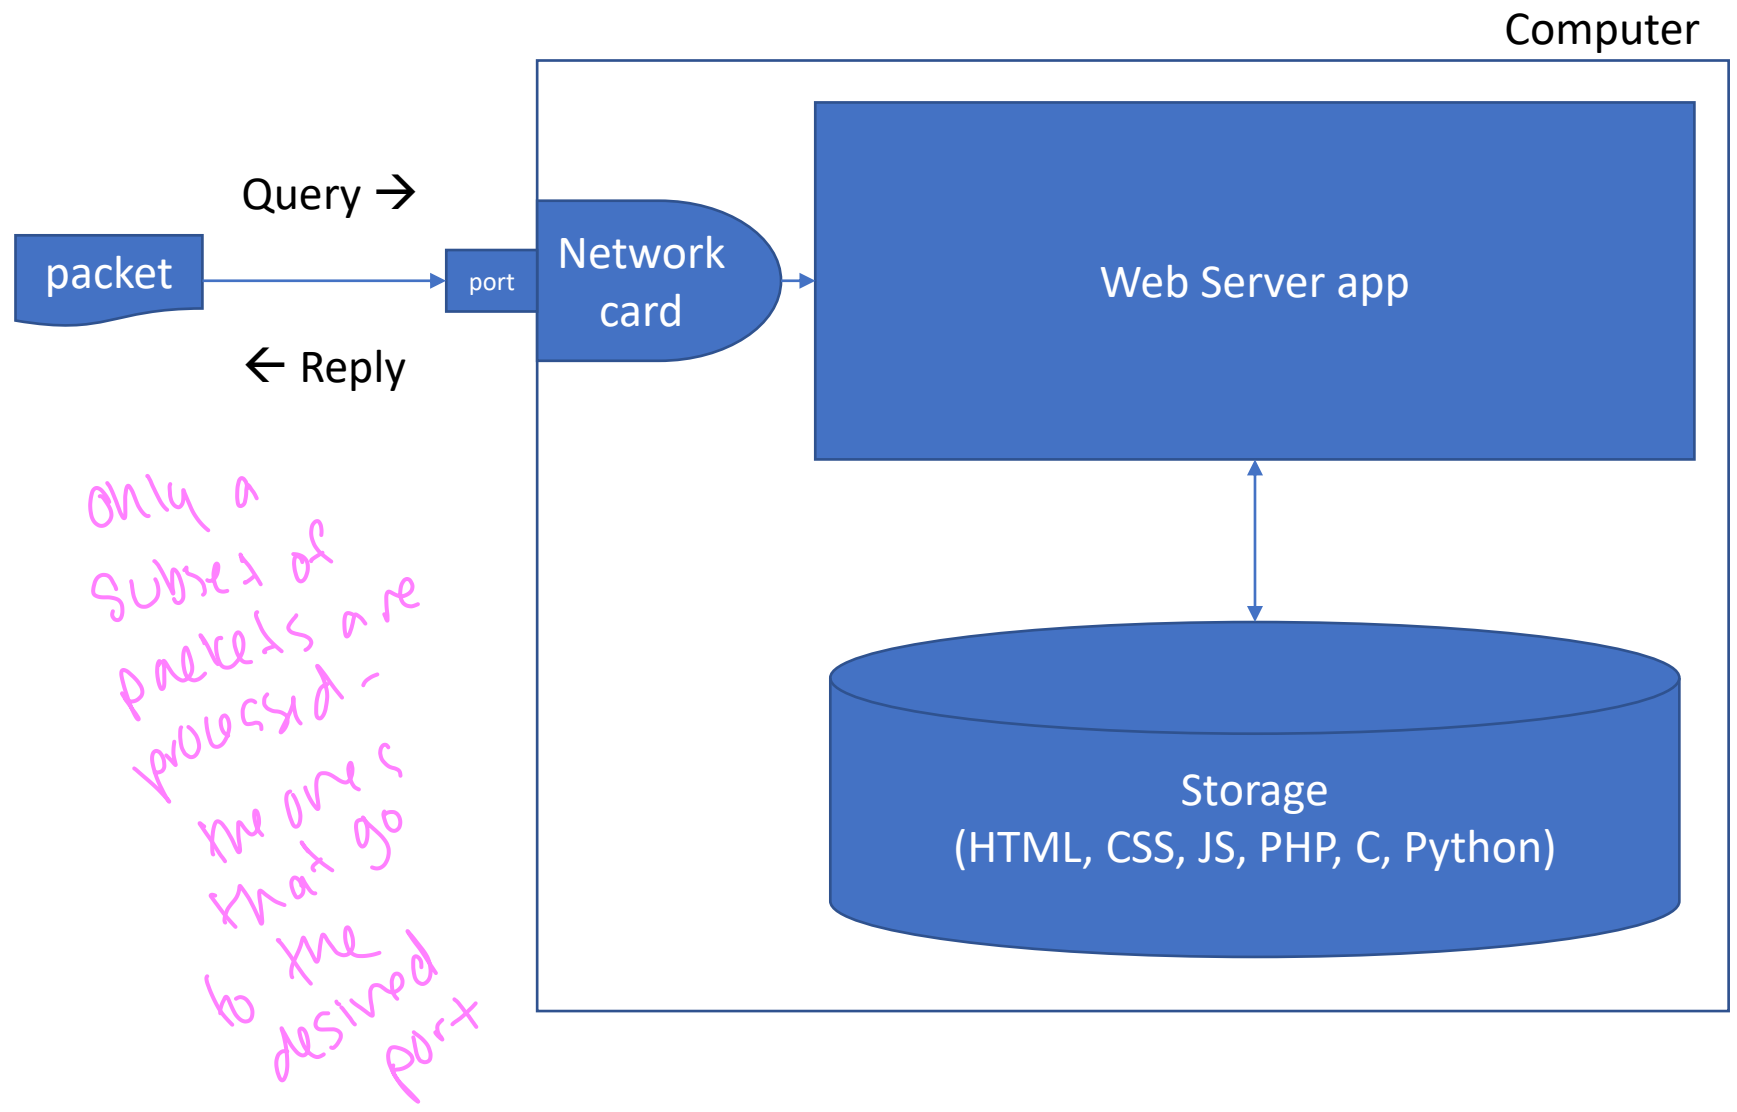 Computer
Query →
packet
port
Network
card
Web Server app
← Reply
only a
subset of
packets are
processed -
the ones
that go
to the
desired
port
Storage
(HTML, CSS, JS, PHP, C, Python)